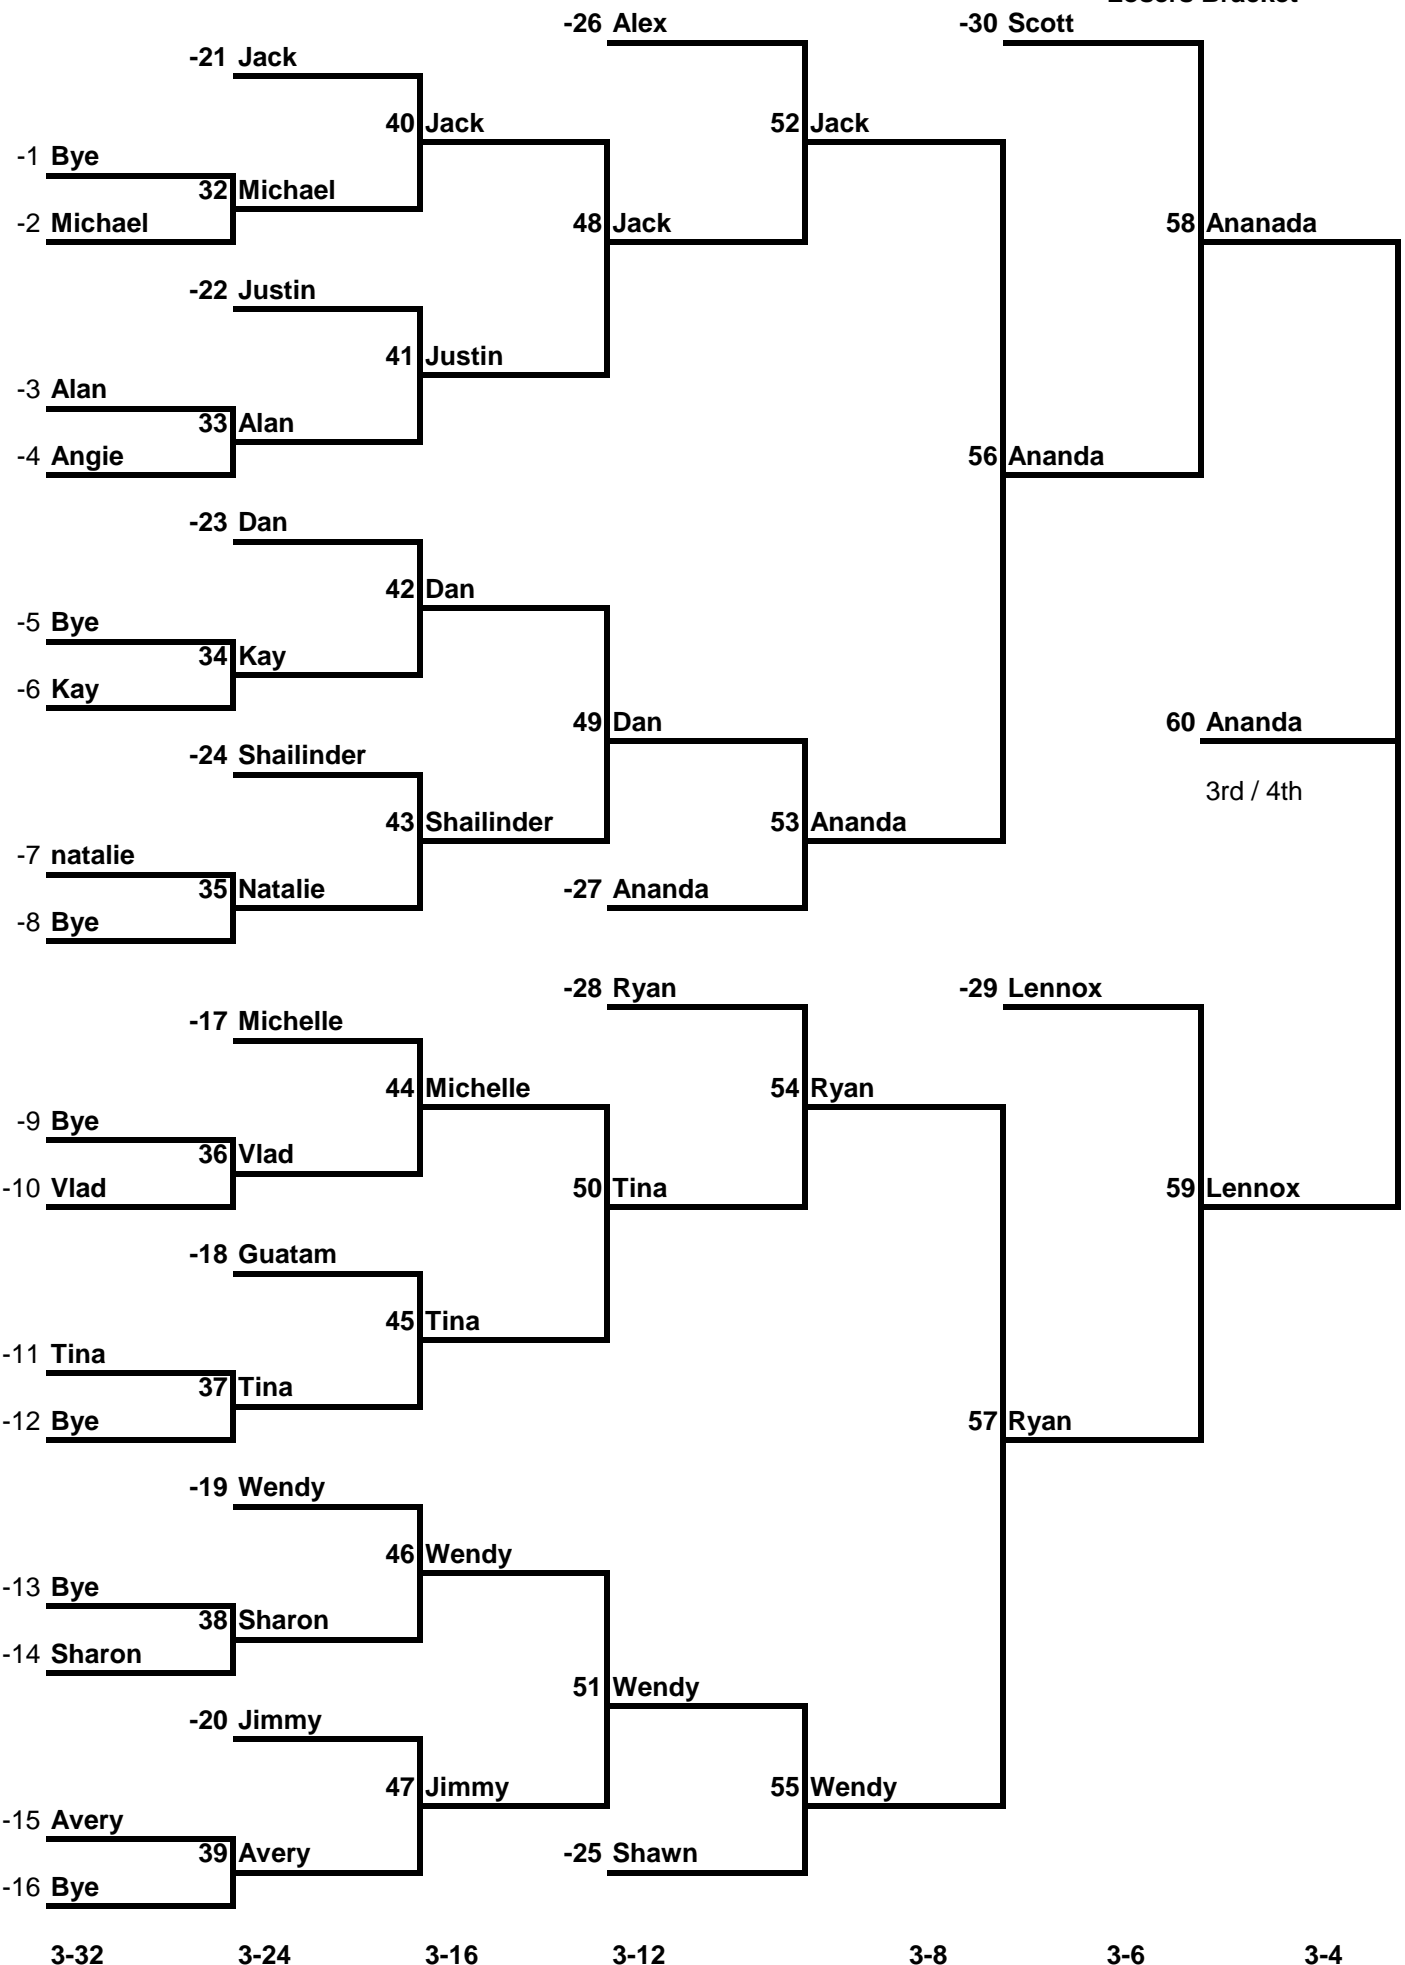 Losers Bracket
-26 Alex
-30 Scott
-21 Jack
40 Jack
52 Jack
-1 Bye
32 Michael
-2 Michael
48 Jack
58 Ananada
-22 Justin
41 Justin
-3 Alan
33 Alan
-4 Angie
56 Ananda
-23 Dan
42 Dan
-5 Bye
34 Kay
-6 Kay
49 Dan
60 Ananda
-24 Shailinder
3rd / 4th
43 Shailinder
53 Ananda
-7 natalie
35 Natalie
-27 Ananda
-8 Bye
-28 Ryan
-29 Lennox
-17 Michelle
44 Michelle
54 Ryan
-9 Bye
36 Vlad
-10 Vlad
50 Tina
59 Lennox
-18 Guatam
45 Tina
-11 Tina
37 Tina
-12 Bye
57 Ryan
-19 Wendy
46 Wendy
-13 Bye
38 Sharon
-14 Sharon
51 Wendy
-20 Jimmy
47 Jimmy
55 Wendy
-15 Avery
39 Avery
-25 Shawn
-16 Bye
3-32 3-24 3-16 3-12 3-8 3-6 3-4